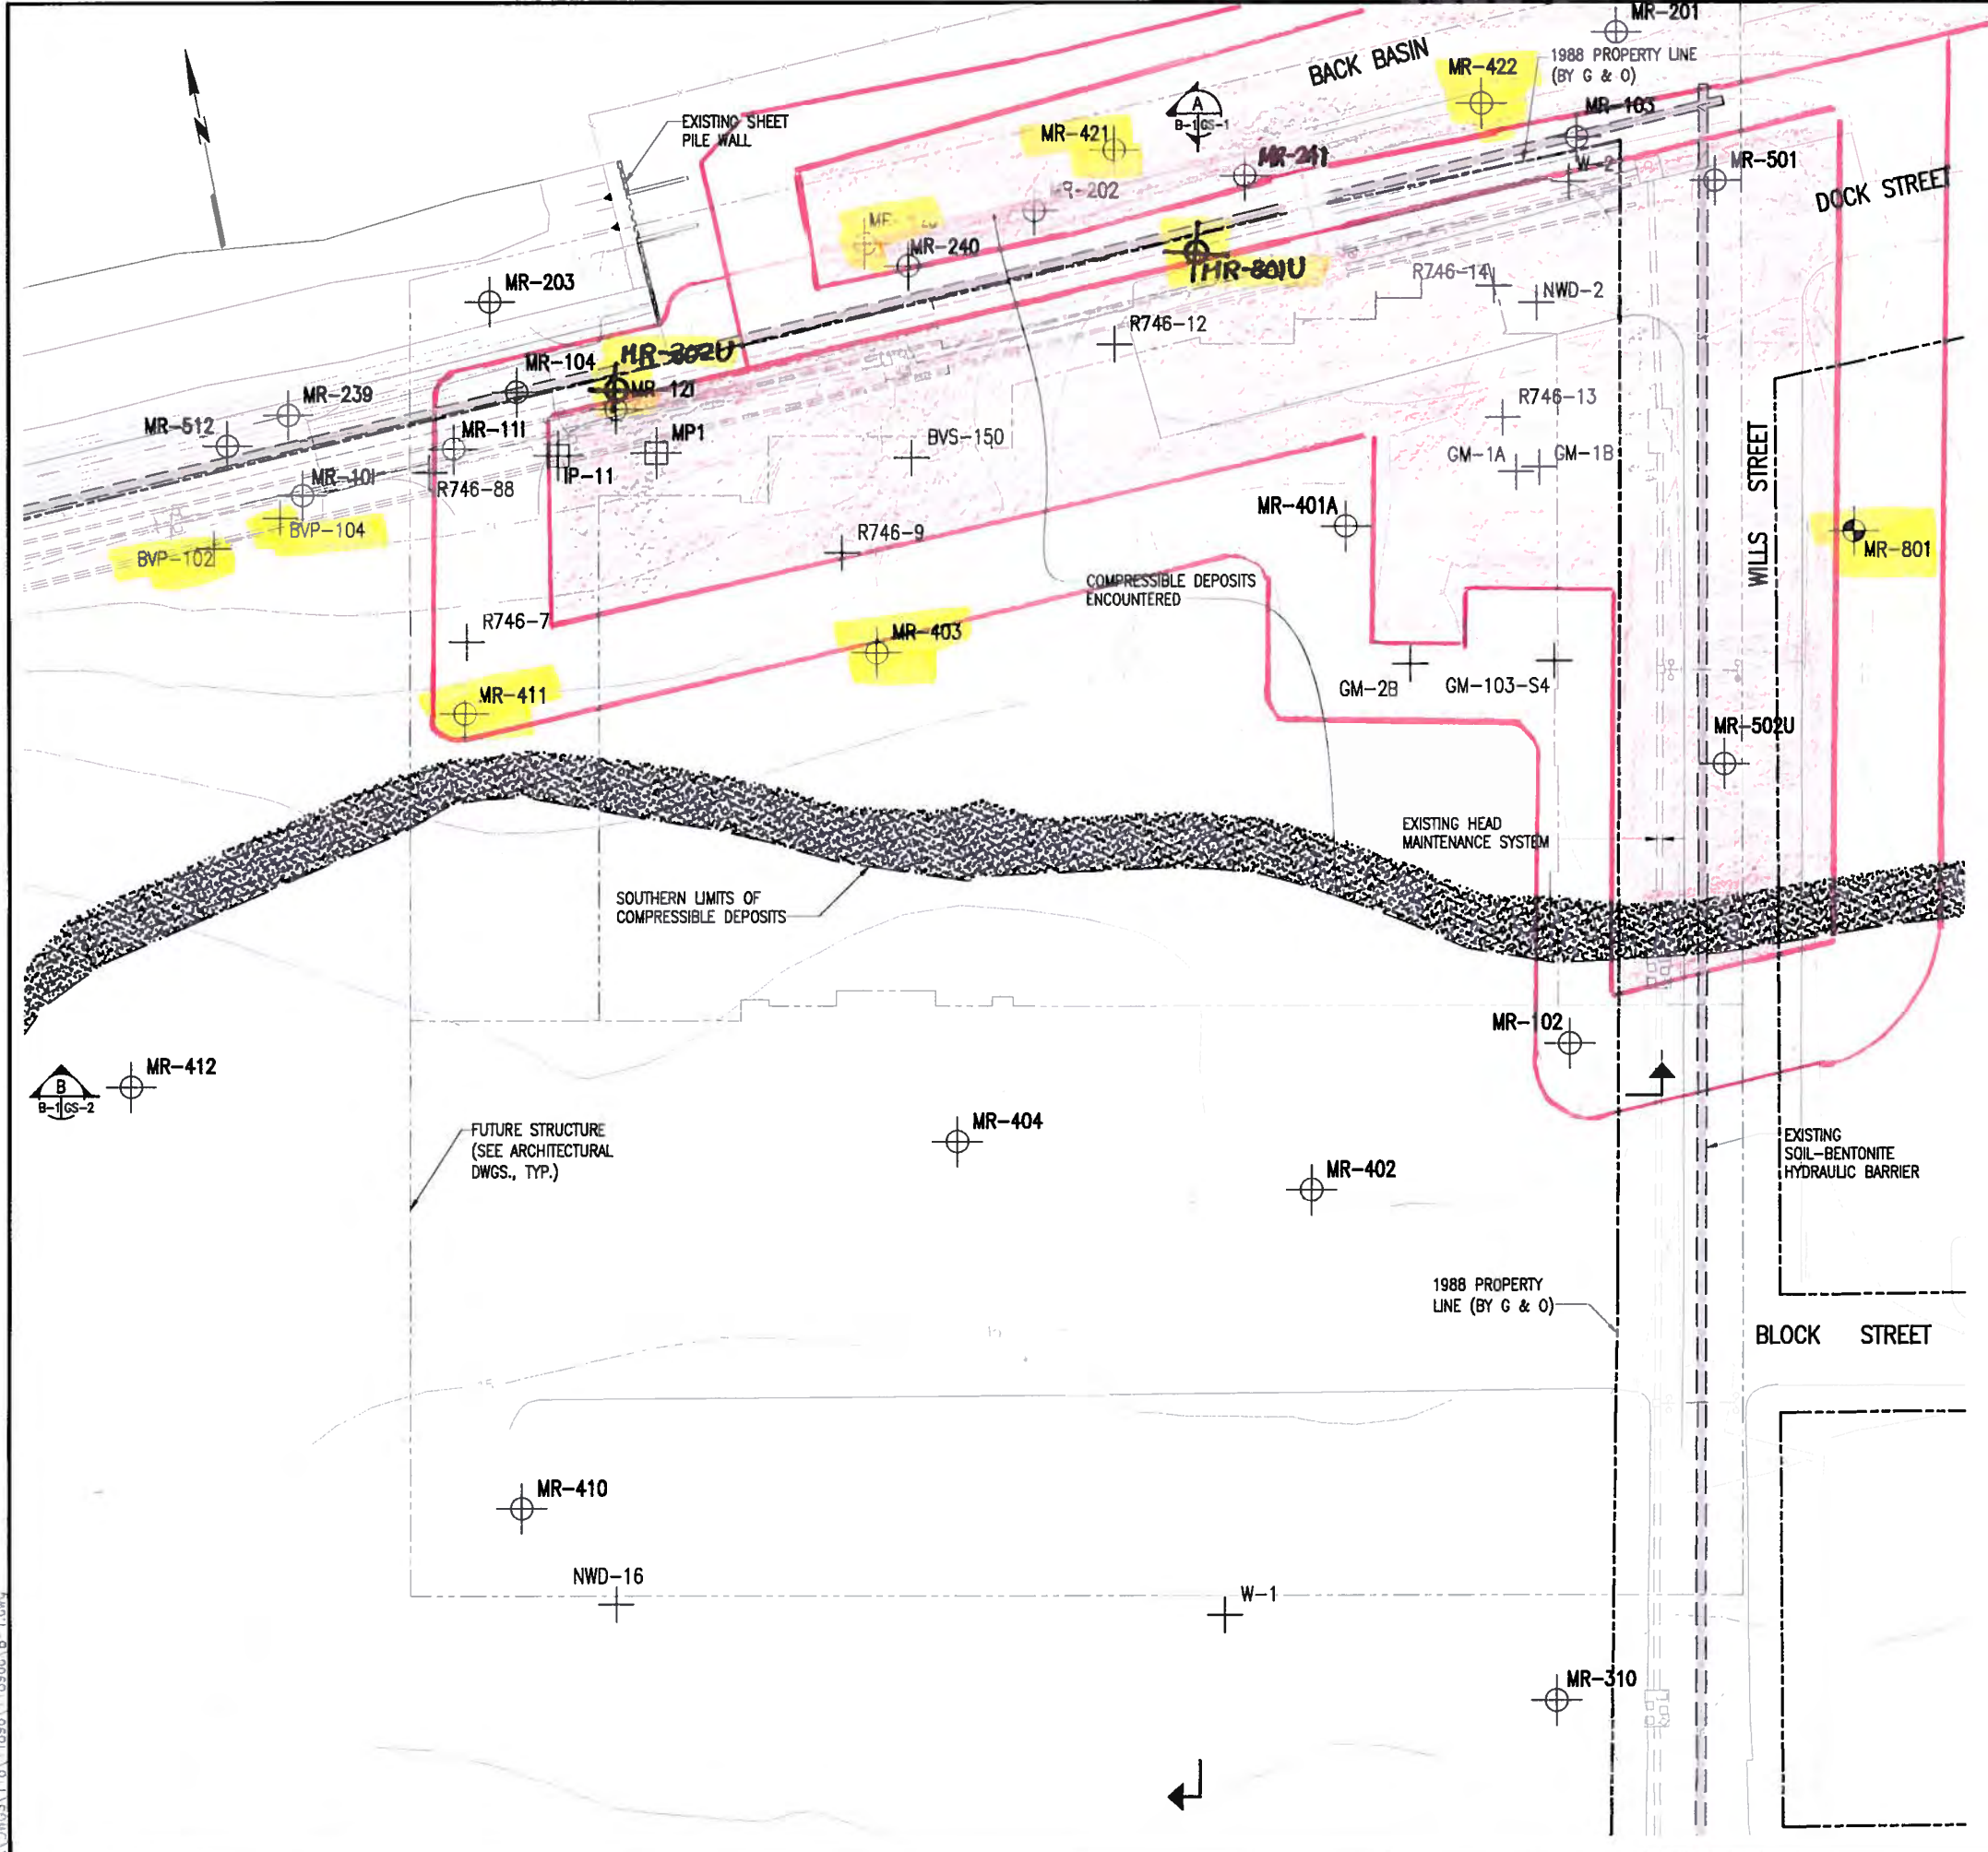 MR-201
BACK BASIN
1988 PROPERTY LINE
(BY G & O)
MR-422
A
B-1 GS-1
MR-103
EXISTING SHEET
PILE WALL
MR-421
MR-241
W-2
MR-501
DOCK STREET
-202
MR-240
MR-801U
R746-14
NWD-2
MR-203
R746-12
MR-802U
MR-104
MR-121
MR-239
R746-13
MR-512
MR-111
MP1
BVS-150
GM-1A
GM-1B
WILLS STREET
IP-11
R746-88
MR-101
MR-401A
BVP-104
R746-9
MR-801
BVP-102
COMPRESSIBLE DEPOSITS
ENCOUNTERED
R746-7
MR-403
GM-2B
GM-103-S4
MR-411
MR-502U
EXISTING HEAD
MAINTENANCE SYSTEM
SOUTHERN LIMITS OF
COMPRESSIBLE DEPOSITS
MR-102
MR-412
B
B-1 GS-2
MR-404
FUTURE STRUCTURE
(SEE ARCHITECTURAL
DWGS., TYP.)
EXISTING
SOIL-BENTONITE
HYDRAULIC BARRIER
MR-402
1988 PROPERTY
LINE (BY G & O)
BLOCK STREET
MR-410
NWD-16
W-1
MR-310
N